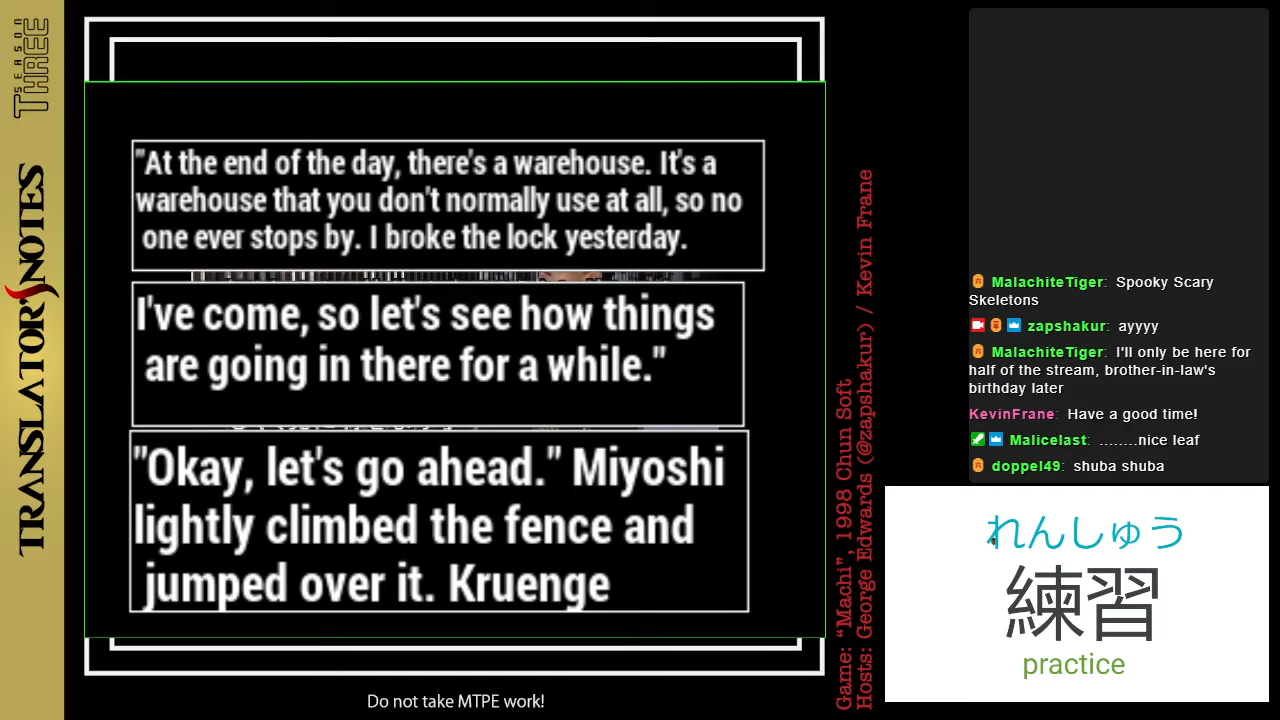 SEASON
THREE
TRANSLATOR'S NOTES
"At the end of the day, there's a warehouse. It's a
warehouse that you don't normally use at all, so no
one ever stops by. I broke the lock yesterday.
I've come, so let's see how things
are going in there for a while."
"Okay, let's go ahead." Miyoshi
lightly climbed the fence and
jumped over it. Kruenge
Do not take MTPE work!
Game: "Machi", 1998 Chun Soft
Hosts: George Edwards (@zapshakur) / Kevin Frane
MalachiteTiger: Spooky Scary
Skeletons
zapshakur: ayyyy
MalachiteTiger: I'll only be here for
half of the stream, brother-in-law's
birthday later
KevinFrane: Have a good time!
Malicelast: ........nice leaf
doppel49: shuba shuba
れんしゅう
練習
practice